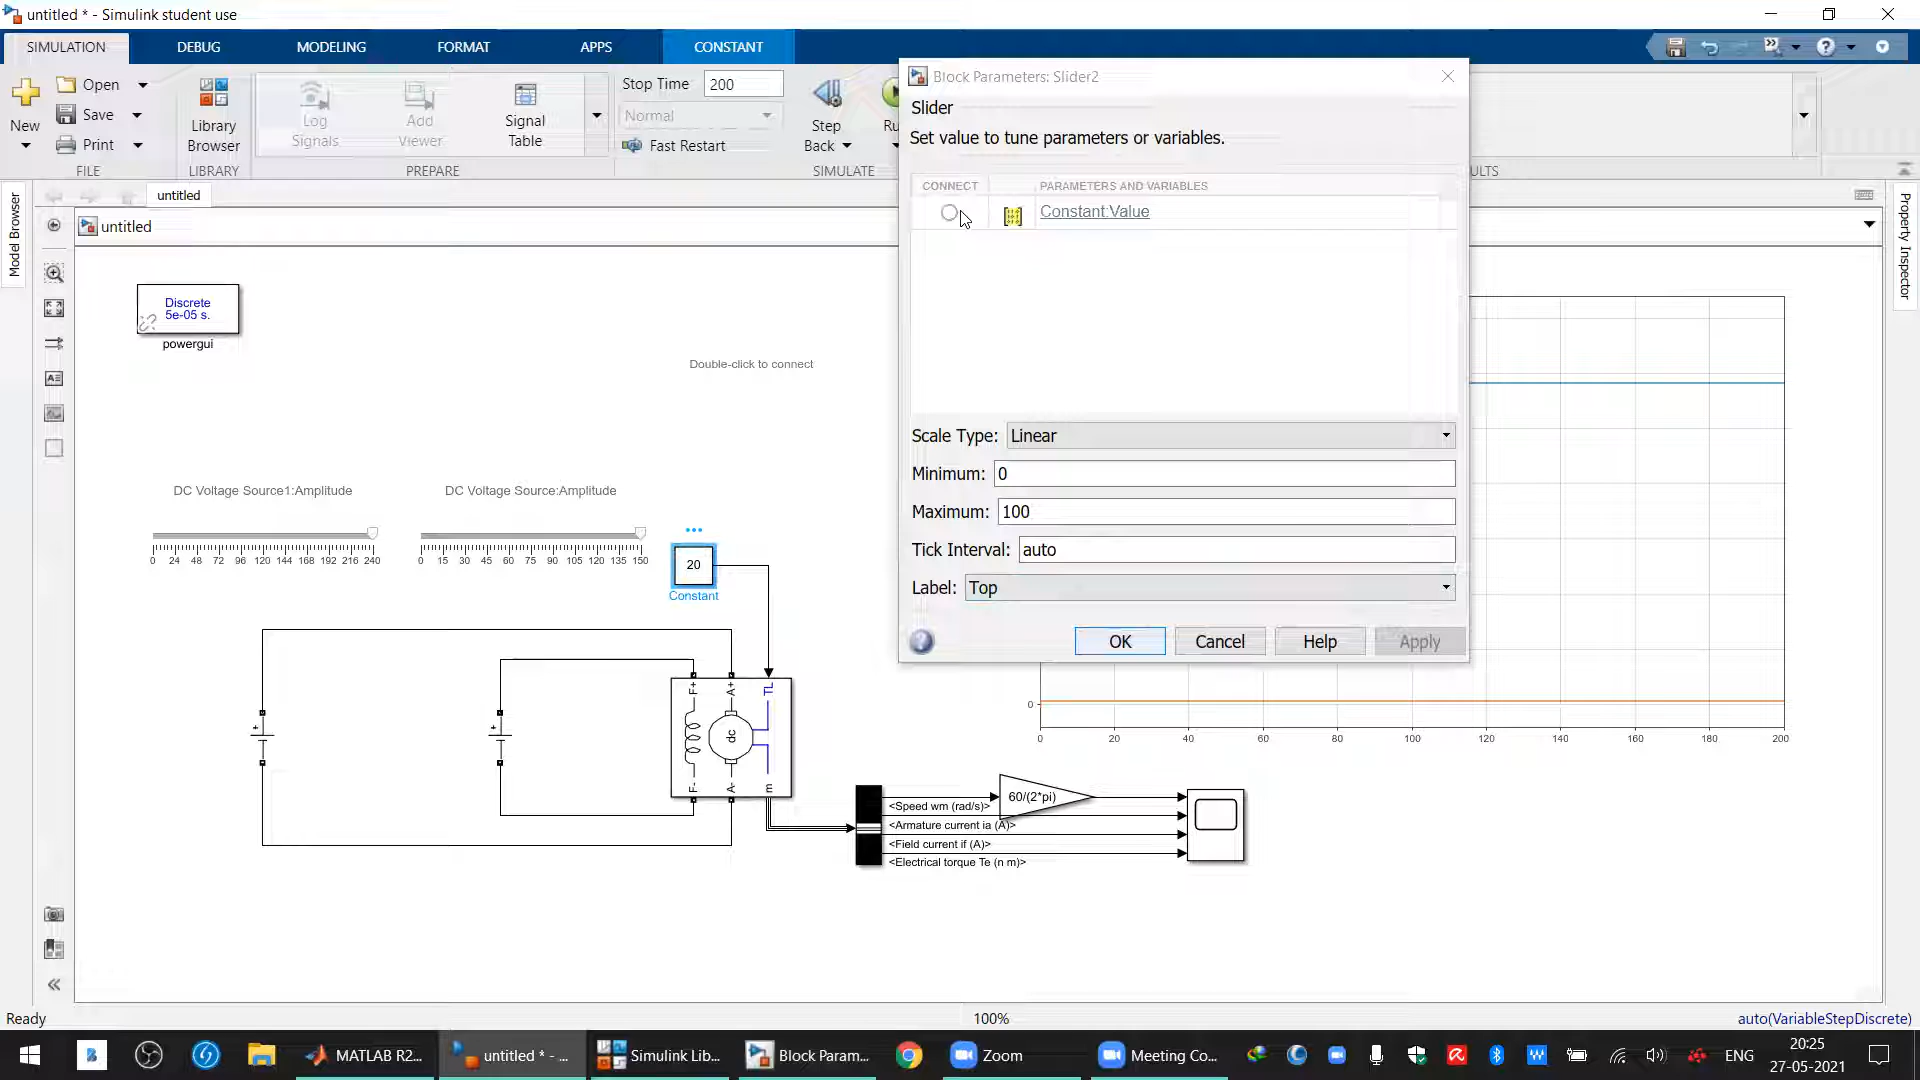 untitled * - Simulink student use
SIMULATION DEBUG MODELING FORMAT APPS CONSTANT
New
Open
Save
Print
FILE
Library Browser
LIBRARY
Log Signals
Add Viewer
Signal Table
PREPARE
Stop Time 200
Normal
Fast Restart
Step Back
Ru
SIMULATE
ULTS
untitled
untitled
Model Browser
Property Inspector
Block Parameters: Slider2
Slider
Set value to tune parameters or variables.
CONNECT PARAMETERS AND VARIABLES
Constant:Value
Scale Type: Linear
Minimum: 0
Maximum: 100
Tick Interval: auto
Label: Top
OK Cancel Help Apply
Discrete
5e-05 s.
powergui
Double-click to connect
DC Voltage Source1:Amplitude
0 24 48 72 96 120 144 168 192 216 240
DC Voltage Source:Amplitude
0 15 30 45 60 75 90 105 120 135 150
20
Constant
+
+
F+ A+ TL
dc
F- A- m
0
0 20 40 60 80 100 120 140 160 180 200
60/(2*pi)
<Speed wm (rad/s)>
<Armature current ia (A)>
<Field current if (A)>
<Electrical torque Te (n m)>
Ready
100%
auto(VariableStepDiscrete)
MATLAB R2...
untitled * - ...
Simulink Lib...
Block Param...
Zoom
Meeting Co...
ENG
20:25
27-05-2021